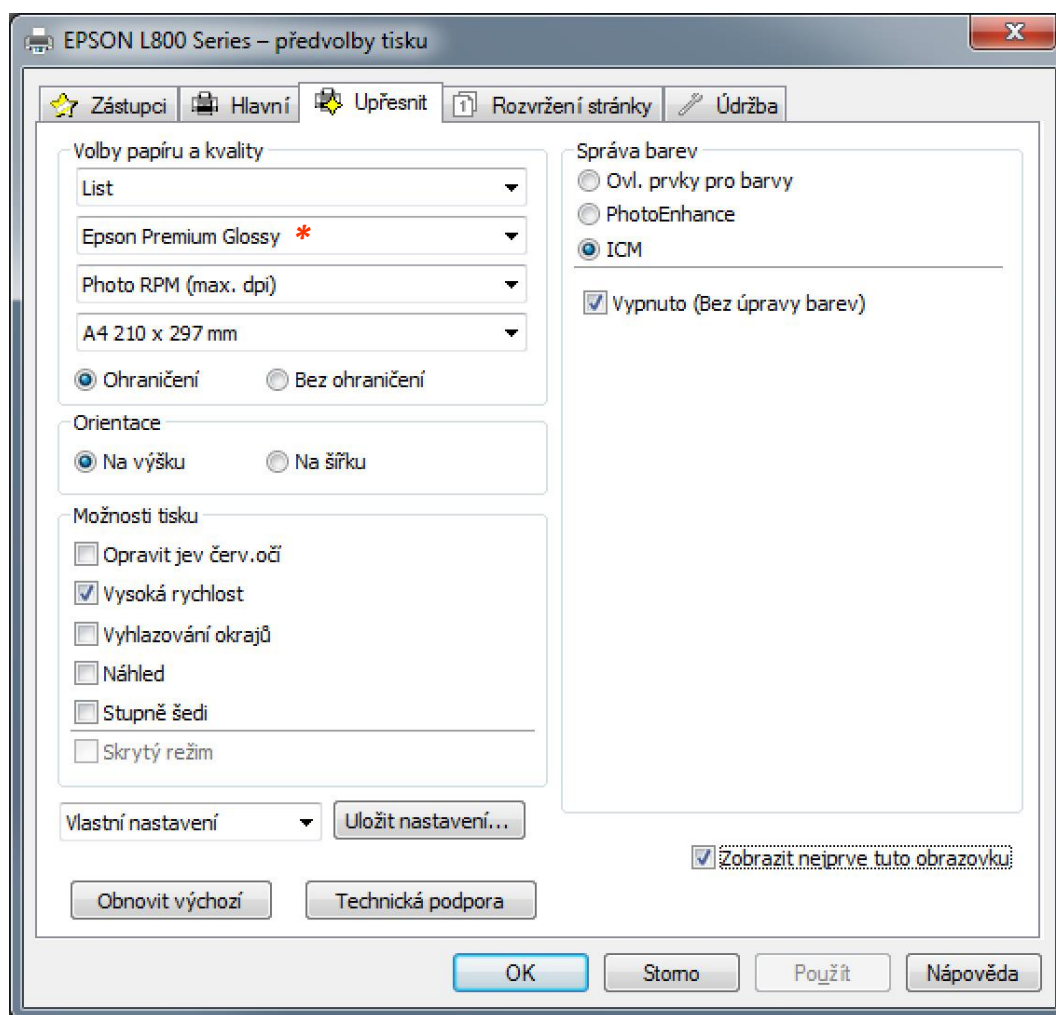 EPSON L800 Series – předvolby tisku
x
Zástupci
Hlavní
Upřesnit
1 Rozvržení stránky
Údržba
Volby papíru a kvality
List
Epson Premium Glossy *
Photo RPM (max. dpi)
A4 210 x 297 mm
Ohraničení
Bez ohraničení
Orientace
Na výšku
Na šířku
Možnosti tisku
Opravit jev červ.očí
Vysoká rychlost
Vyhlazování okrajů
Náhled
Stupně šedi
Skrytý režim
Vlastní nastavení
Uložit nastavení...
Obnovit výchozí
Technická podpora
Správa barev
Ovl. prvky pro barvy
PhotoEnhance
ICM
Vypnuto (Bez úpravy barev)
Zobrazit nejprve tuto obrazovku
OK
Storno
Použít
Nápověda